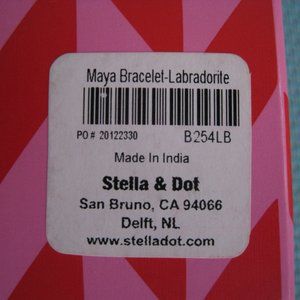 Maya Bracelet-Labradorite
PO # 20122330 B254LB
Made In India
Stella & Dot
San Bruno, CA 94066
Delft, NL
www.stelladot.com